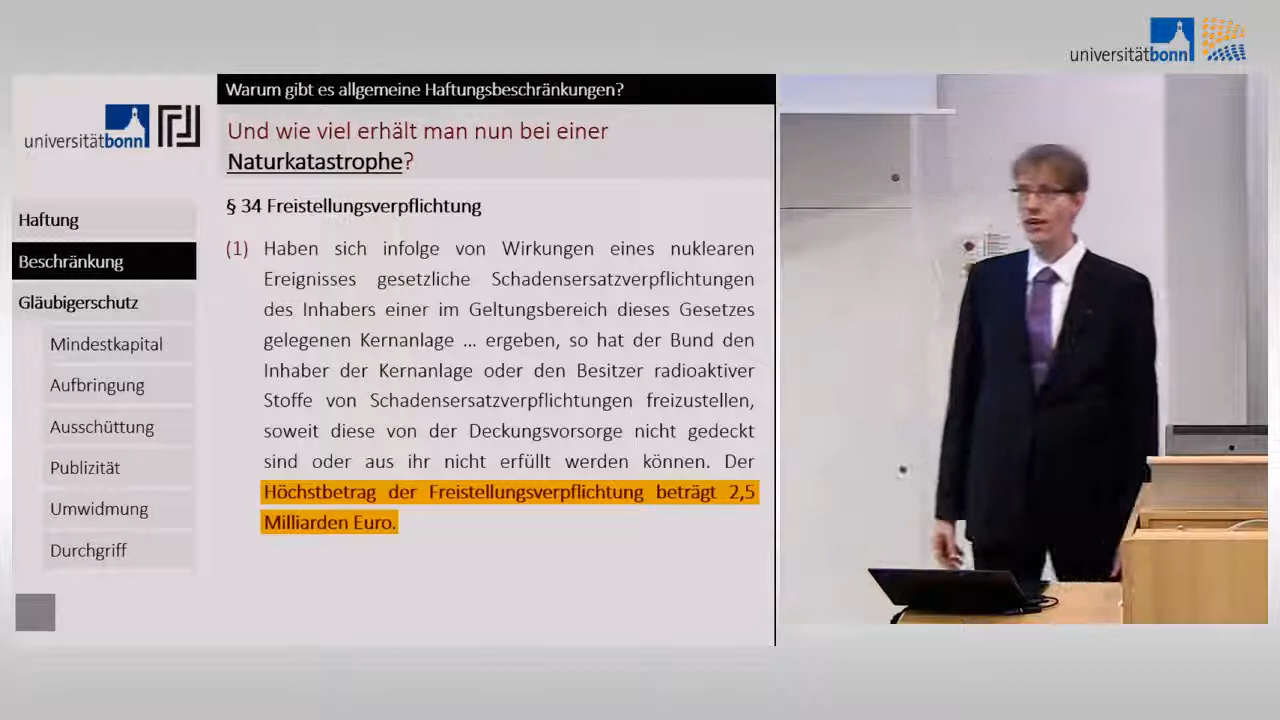 universitätbonn
Warum gibt es allgemeine Haftungsbeschränkungen?
universitätbonn
Und wie viel erhält man nun bei einer
Naturkatastrophe?
§ 34 Freistellungsverpflichtung
Haftung
Beschränkung
Gläubigerschutz
Mindestkapital
Aufbringung
Ausschüttung
Publizität
Umwidmung
Durchgriff
(1) Haben sich infolge von Wirkungen eines nuklearen
Ereignisses gesetzliche Schadensersatzverpflichtungen
des Inhabers einer im Geltungsbereich dieses Gesetzes
gelegenen Kernanlage ... ergeben, so hat der Bund den
Inhaber der Kernanlage oder den Besitzer radioaktiver
Stoffe von Schadensersatzverpflichtungen freizustellen,
soweit diese von der Deckungsvorsorge nicht gedeckt
sind oder aus ihr nicht erfüllt werden können. Der
Höchstbetrag der Freistellungsverpflichtung beträgt 2,5
Milliarden Euro.